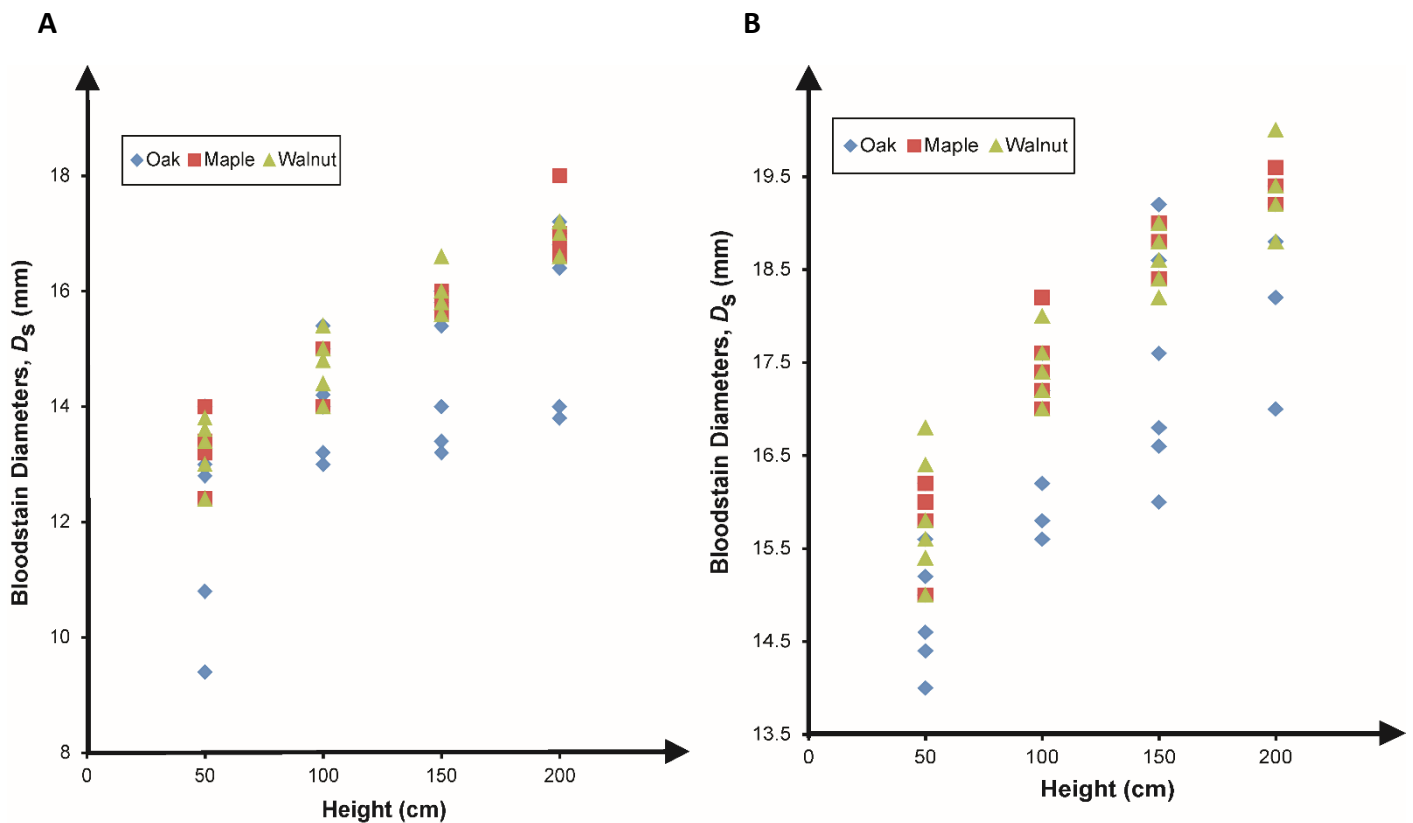 A
Oak Maple Walnut
18
16
14
12
10
8
0 50 100 150 200
Height (cm)
Bloodstain Diameters, Ds (mm)
B
Oak Maple Walnut
19.5
18.5
17.5
16.5
15.5
14.5
13.5
0 50 100 150 200
Height (cm)
Bloodstain Diameters, Ds (mm)